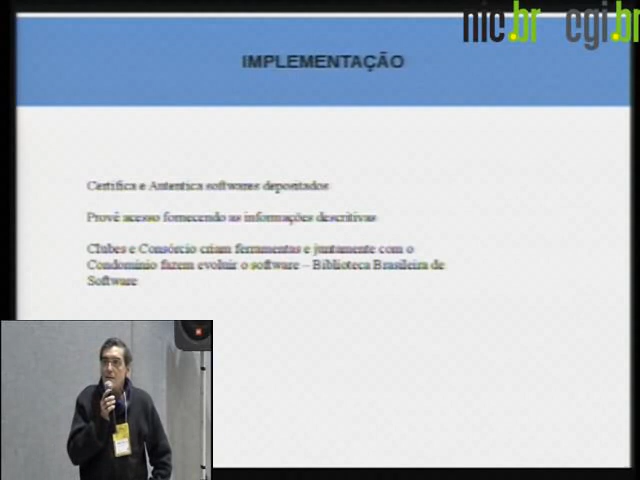 nic.br cgi.br
IMPLEMENTAÇÃO
Certifica e Autentica softwares depositados
Provê acesso fornecendo as informações descritivas
Clubes e Consórcio criam ferramentas e juntamente com o
Condomínio fazem evoluir o software – Biblioteca Brasileira de
Software